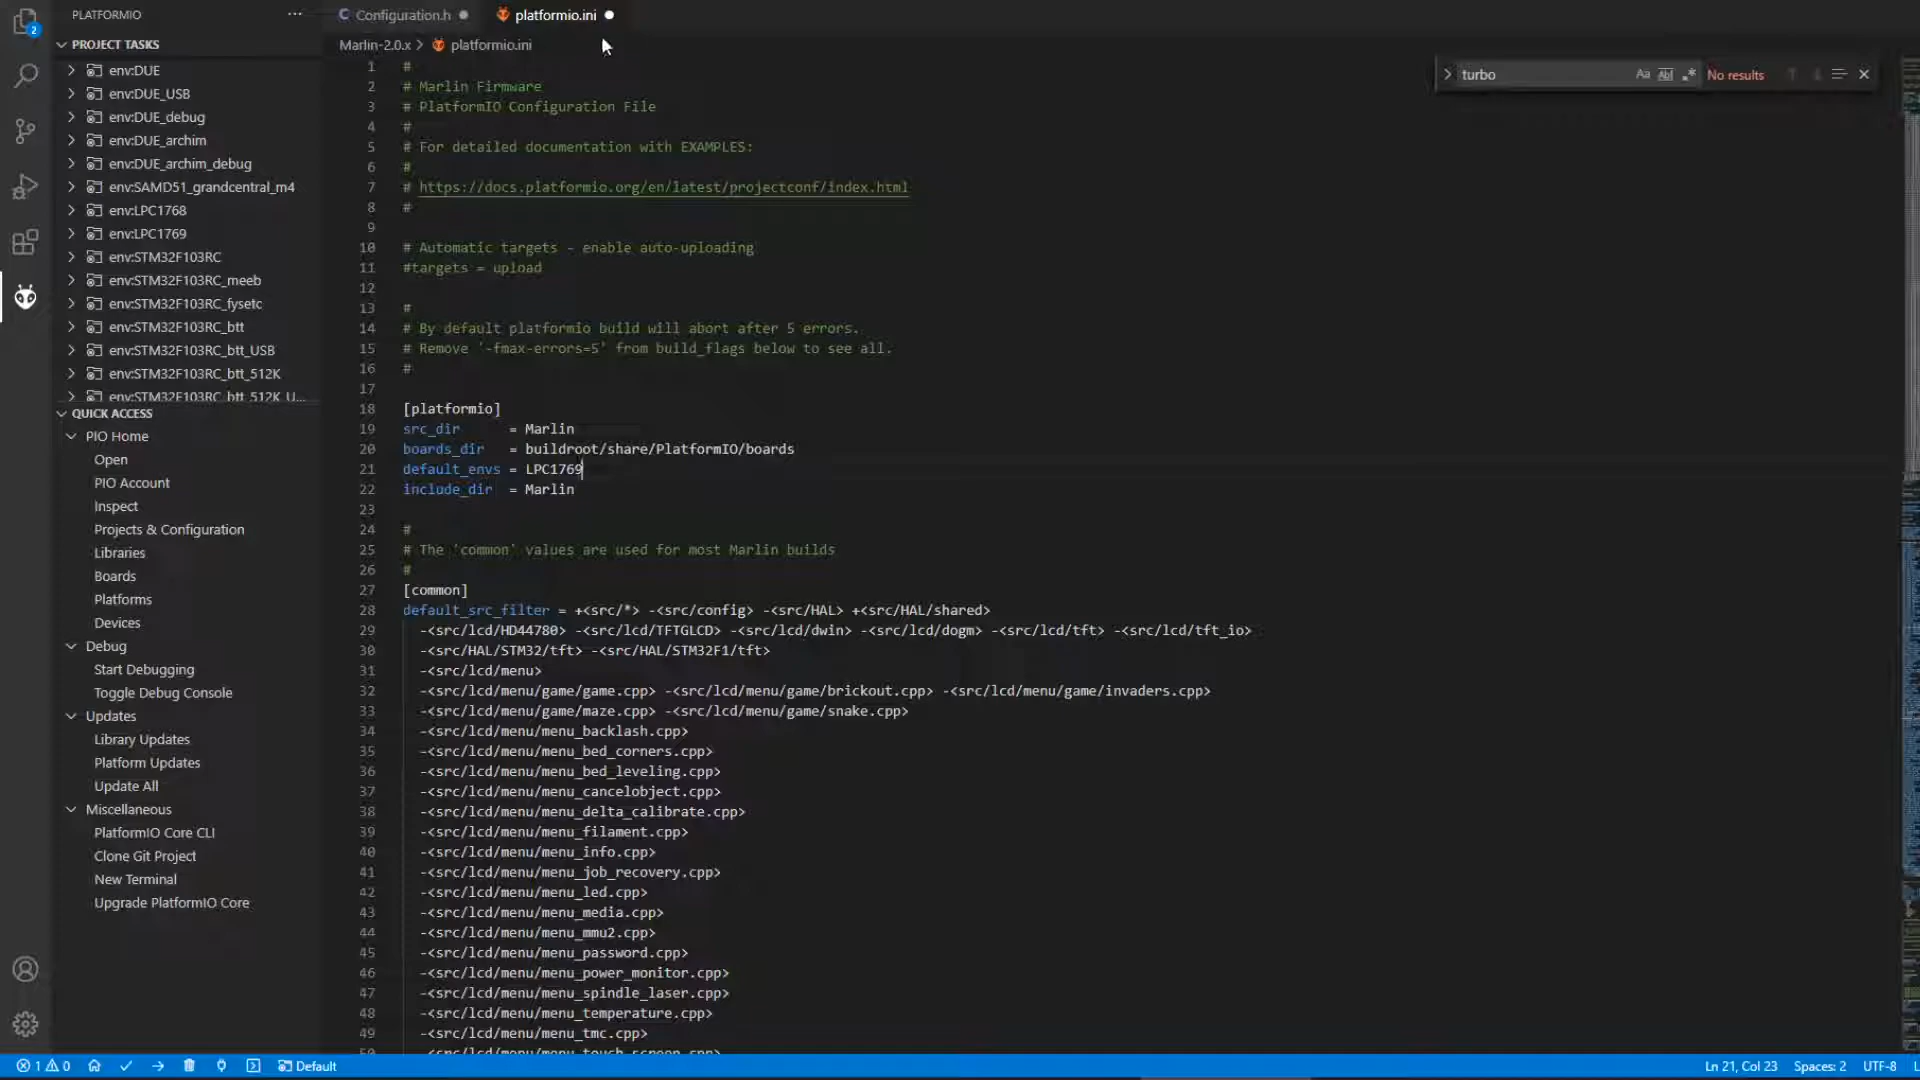 PLATFORMIO
PROJECT TASKS
env:DUE
env:DUE_USB
env:DUE_debug
env:DUE_archim
env:DUE_archim_debug
env:SAMD51_grandcentral_m4
env:LPC1768
env:LPC1769
env:STM32F103RC
env:STM32F103RC_meeb
env:STM32F103RC_fysetc
env:STM32F103RC_btt
env:STM32F103RC_btt_USB
env:STM32F103RC_btt_512K
env:STM32F103RC_btt_512K_U...
QUICK ACCESS
PIO Home
Open
PIO Account
Inspect
Projects & Configuration
Libraries
Boards
Platforms
Devices
Debug
Start Debugging
Toggle Debug Console
Updates
Library Updates
Platform Updates
Update All
Miscellaneous
PlatformIO Core CLI
Clone Git Project
New Terminal
Upgrade PlatformIO Core
2
Configuration.h
platformio.ini
Marlin-2.0.x > platformio.ini
turbo
Aa Abl .* No results
1 #
2 # Marlin Firmware
3 # PlatformIO Configuration File
4 #
5 # For detailed documentation with EXAMPLES:
6 #
7 # https://docs.platformio.org/en/latest/projectconf/index.html
8 #
9
10 # Automatic targets - enable auto-uploading
11 #targets = upload
12
13 #
14 # By default platformio build will abort after 5 errors.
15 # Remove '-fmax-errors=5' from build_flags below to see all.
16 #
17
18 [platformio]
19 src_dir      = Marlin
20 boards_dir   = buildroot/share/PlatformIO/boards
21 default_envs = LPC1769
22 include_dir  = Marlin
23
24 #
25 # The 'common' values are used for most Marlin builds
26 #
27 [common]
28 default_src_filter = +<src/*> -<src/config> -<src/HAL> +<src/HAL/shared>
29 -<src/lcd/HD44780> -<src/lcd/TFTGLCD> -<src/lcd/dwin> -<src/lcd/dogm> -<src/lcd/tft> -<src/lcd/tft_io>
30 -<src/HAL/STM32/tft> -<src/HAL/STM32F1/tft>
31 -<src/lcd/menu>
32 -<src/lcd/menu/game/game.cpp> -<src/lcd/menu/game/brickout.cpp> -<src/lcd/menu/game/invaders.cpp>
33 -<src/lcd/menu/game/maze.cpp> -<src/lcd/menu/game/snake.cpp>
34 -<src/lcd/menu/menu_backlash.cpp>
35 -<src/lcd/menu/menu_bed_corners.cpp>
36 -<src/lcd/menu/menu_bed_leveling.cpp>
37 -<src/lcd/menu/menu_cancelobject.cpp>
38 -<src/lcd/menu/menu_delta_calibrate.cpp>
39 -<src/lcd/menu/menu_filament.cpp>
40 -<src/lcd/menu/menu_info.cpp>
41 -<src/lcd/menu/menu_job_recovery.cpp>
42 -<src/lcd/menu/menu_led.cpp>
43 -<src/lcd/menu/menu_media.cpp>
44 -<src/lcd/menu/menu_mmu2.cpp>
45 -<src/lcd/menu/menu_password.cpp>
46 -<src/lcd/menu/menu_power_monitor.cpp>
47 -<src/lcd/menu/menu_spindle_laser.cpp>
48 -<src/lcd/menu/menu_temperature.cpp>
49 -<src/lcd/menu/menu_tmc.cpp>
50 -<src/lcd/menu/menu_touch_screen.cpp>
1 0 Default
Ln 21, Col 23 Spaces: 2 UTF-8